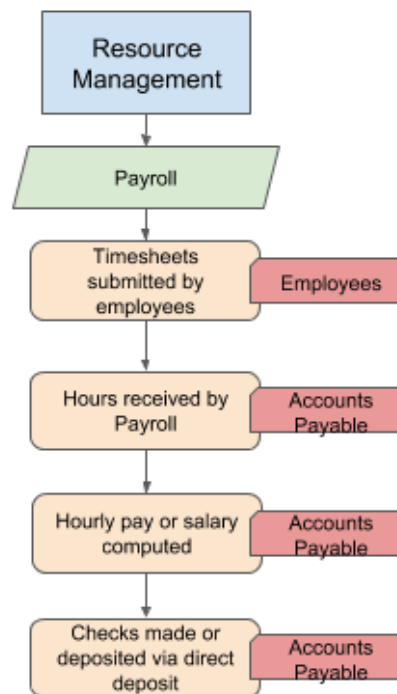 Resource
Management
Payroll
Timesheets
submitted by
employees
Employees
Hours received by
Payroll
Accounts
Payable
Hourly pay or salary
computed
Accounts
Payable
Checks made or
deposited via direct
deposit
Accounts
Payable